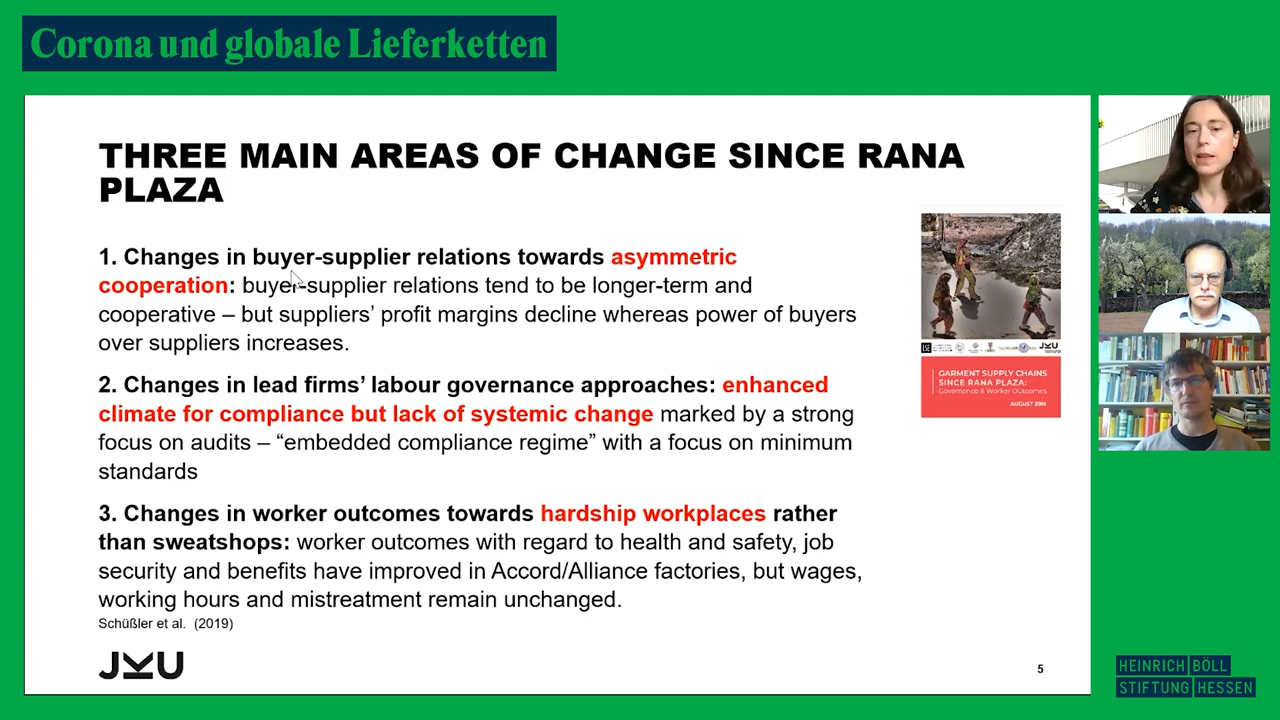 Corona und globale Lieferketten
THREE MAIN AREAS OF CHANGE SINCE RANA
PLAZA
1. Changes in buyer-supplier relations towards asymmetric
cooperation: buyer-supplier relations tend to be longer-term and
cooperative – but suppliers’ profit margins decline whereas power of buyers
over suppliers increases.
2. Changes in lead firms’ labour governance approaches: enhanced
climate for compliance but lack of systemic change marked by a strong
focus on audits – “embedded compliance regime” with a focus on minimum
standards
3. Changes in worker outcomes towards hardship workplaces rather
than sweatshops: worker outcomes with regard to health and safety, job
security and benefits have improved in Accord/Alliance factories, but wages,
working hours and mistreatment remain unchanged.
Schüßler et al. (2019)
JKU
5
JKU
GARMENT SUPPLY CHAINS
SINCE RANA PLAZA:
Governance & Worker Outcomes
AUGUST 2019
HEINRICH BÖLL
STIFTUNG HESSEN